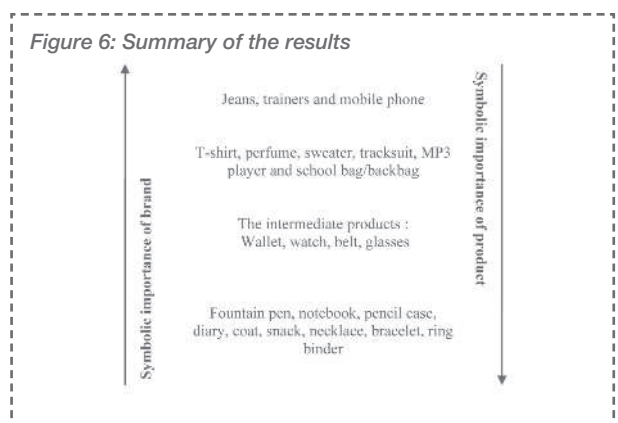 Figure 6: Summary of the results
Symbolic importance of brand
Jeans, trainers and mobile phone
T-shirt, perfume, sweater, tracksuit, MP3
player and school bag/backbag
The intermediate products :
Wallet, watch, belt, glasses
Fountain pen, notebook, pencil case,
diary, coat, snack, necklace, bracelet, ring
binder
Symbolic importance of product